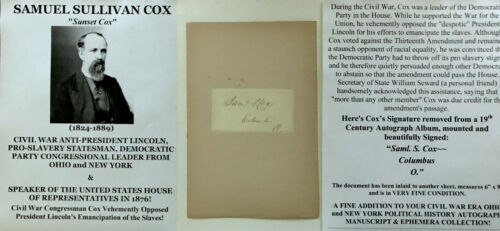 SAMUEL SULLIVAN COX
"Sunset Cox"
(1824-1889)
CIVIL WAR ANTI-PRESIDENT LINCOLN,
PRO-SLAVERY STATESMAN, DEMOCRATIC
PARTY CONGRESSIONAL LEADER FROM
OHIO and NEW YORK
&
SPEAKER OF THE UNITED STATES HOUSE
OF REPRESENTATIVES IN 1876!
Civil War Congressman Cox Vehemently Opposed
President Lincoln's Emancipation of the Slaves!
Saml S Cox
Columbus
O
During the Civil War, Cox was a leader of the Democratic
Party in the House. While he supported the War for the
Union, he vehemently opposed the "despotic" President
Lincoln for his efforts to emancipate the slaves. Although
Cox voted against the Thirteenth Amendment and remained
a staunch opponent of racial equality, he was convinced th
the Democratic Party had to throw off its pro slavery stign
and he therefore quietly persuaded enough other Democra
to abstain so that the amendment could pass the House.
Secretary of State William Seward (a personal friend)
handsomely acknowledged this assistance, saying that
"more than any other member" Cox was due credit for th
amendment's passage.
Here's Cox's Signature removed from a 19th
Century Autograph Album, mounted and
beautifully Signed:
"Saml. S. Cox~~
Columbus
O."
The document has been inlaid to another sheet, measures 6" x 9
and is in VERY FINE CONDITION.
A FINE ADDITION TO YOUR CIVIL WAR ERA OHIO
and NEW YORK POLITICAL HISTORY AUTOGRAPH
MANUSCRIPT & EPHEMERA COLLECTION!